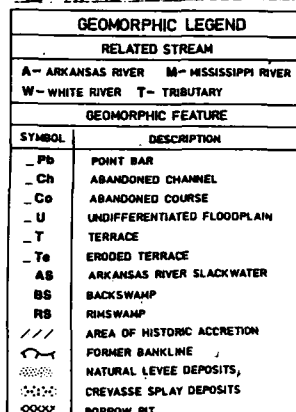 GEOMORPHIC LEGEND
RELATED STREAM
A- ARKANSAS RIVER M- MISSISSIPPI RIVER
W- WHITE RIVER T- TRIBUTARY
GEOMORPHIC FEATURE
SYMBOL DESCRIPTION
_Pb POINT BAR
_Ch ABANDONED CHANNEL
_Co ABANDONED COURSE
_U UNDIFFERENTIATED FLOODPLAIN
_T TERRACE
_Te ERODED TERRACE
AS ARKANSAS RIVER SLACKWATER
BS BACKSWAMP
RS RIMSWAMP
AREA OF HISTORIC ACCRETION
FORMER BANKLINE
NATURAL LEVEE DEPOSITS
CREVASSE SPLAY DEPOSITS
BORROW PIT